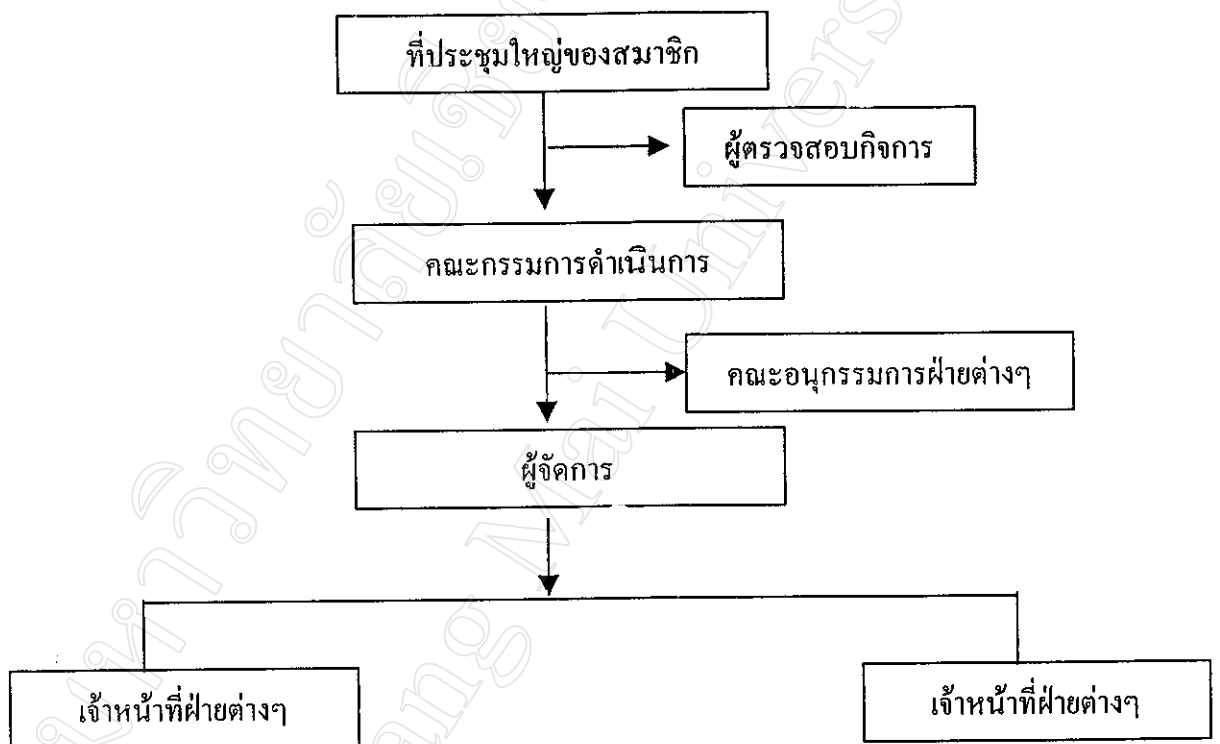 ที่ประชุมใหญ่ของสมาชิก
ผู้ตรวจสอบกิจการ
คณะกรรมการดำเนินการ
คณะอนุกรรมการฝ่ายต่างๆ
ผู้จัดการ
เจ้าหน้าที่ฝ่ายต่างๆ
เจ้าหน้าที่ฝ่ายต่างๆ